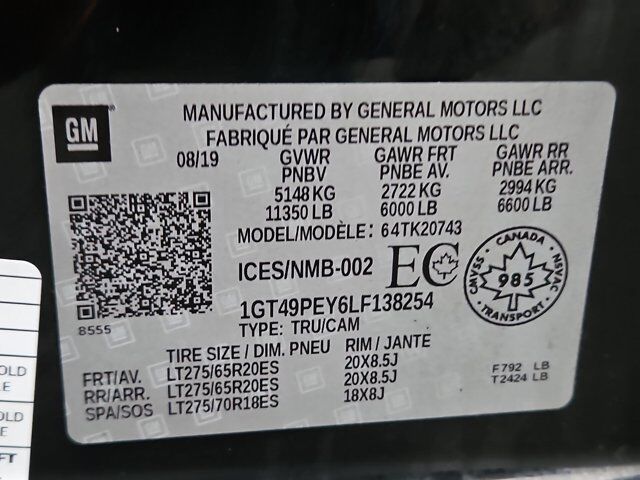 GM
MANUFACTURED BY GENERAL MOTORS LLC
FABRIQUÉ PAR GENERAL MOTORS LLC
08/19 GVWR GAWR FRT GAWR RR
PNBV PNBE AV. PNBE ARR.
5148 KG 2722 KG 2994 KG
11350 LB 6000 LB 6600 LB
MODEL/MODÈLE: 64TK20743
ICES/NMB-002 EC
CANADA
CMVSS - NSVAC
985
8555
1GT49PEY6LF138254
TYPE: TRU/CAM
TIRE SIZE / DIM. PNEU RIM / JANTE
FRT/AV. LT275/65R20ES 20X8.5J F792 LB
RR/ARR. LT275/65R20ES 20X8.5J T2424 LB
SPA/SOS LT275/70R18ES 18X8J
OLD
E
OLD
E
FT